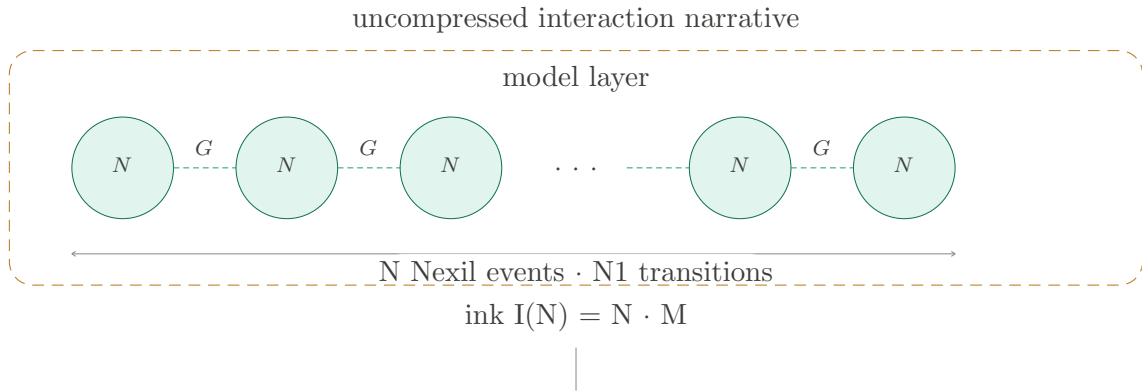 uncompressed interaction narrative
model layer
G G G
N N N · · · N N
N Nexil events · N1 transitions
ink I(N) = N · M